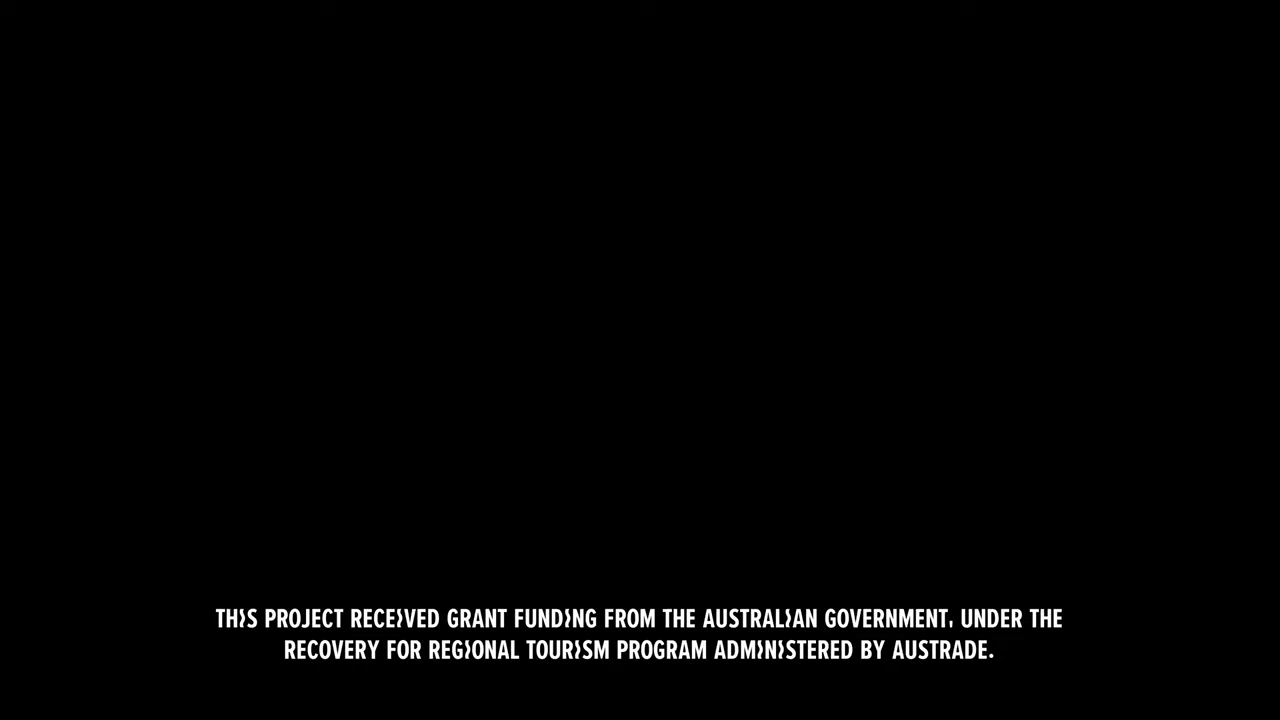 THIS PROJECT RECEIVED GRANT FUNDING FROM THE AUSTRALIAN GOVERNMENT, UNDER THE
RECOVERY FOR REGIONAL TOURISM PROGRAM ADMINISTERED BY AUSTRADE.